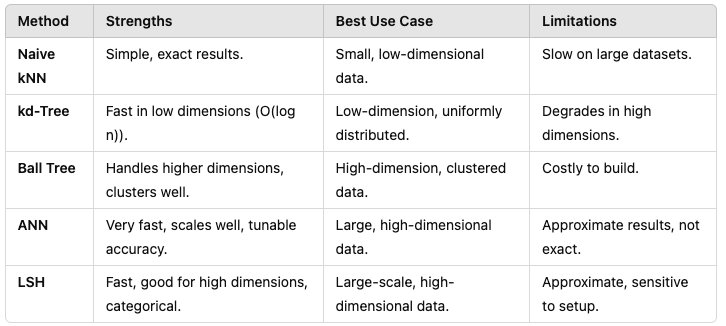 Method Strengths Best Use Case Limitations
Naive kNN Simple, exact results. Small, low-dimensional data. Slow on large datasets.
kd-Tree Fast in low dimensions (O(log n)). Low-dimension, uniformly distributed. Degrades in high dimensions.
Ball Tree Handles higher dimensions, clusters well. High-dimension, clustered data. Costly to build.
ANN Very fast, scales well, tunable accuracy. Large, high-dimensional data. Approximate results, not exact.
LSH Fast, good for high dimensions, categorical. Large-scale, high-dimensional data. Approximate, sensitive to setup.